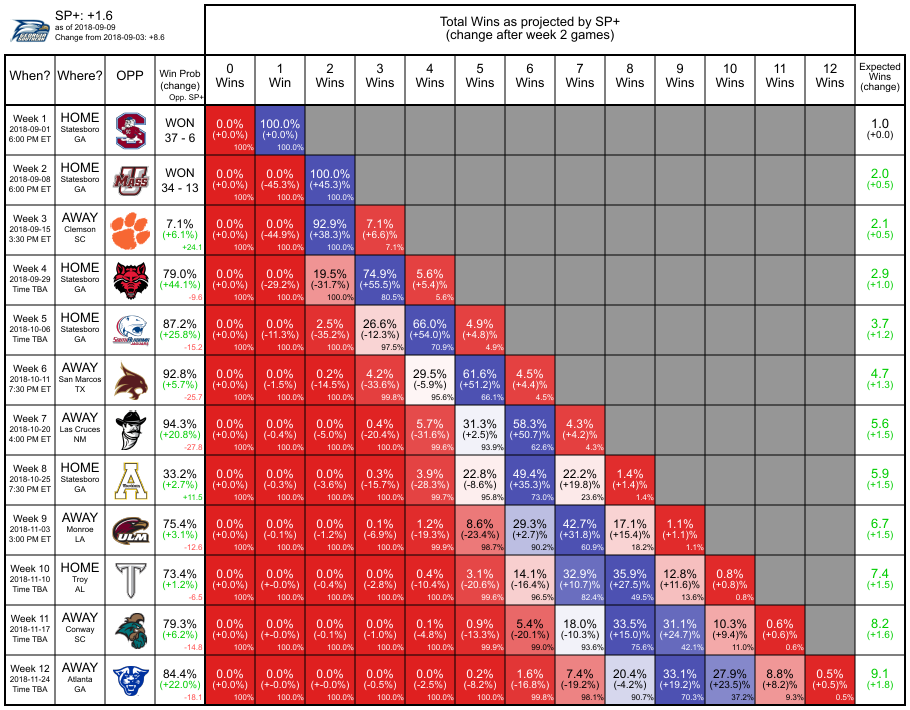 SP+: +1.6
as of 2018-09-09
Change from 2018-09-03: +8.6
Total Wins as projected by SP+
(change after week 2 games)
When? Where? OPP Win Prob (change) Opp. SP+ 0 Wins 1 Win 2 Wins 3 Wins 4 Wins 5 Wins 6 Wins 7 Wins 8 Wins 9 Wins 10 Wins 11 Wins 12 Wins Expected Wins (change)
Week 1 HOME WON 0.0% 100.0% 1.0
2018-09-01 Statesboro 37 - 6 (+0.0%) (+0.0%) (+0.0)
6:00 PM ET GA 100% 100.0%
Week 2 HOME WON 0.0% 0.0% 100.0% 2.0
2018-09-08 Statesboro 34 - 13 (+0.0%) (-45.3%) (+45.3)% (+0.5)
6:00 PM ET GA MASS 100% 100.0% 100.0%
Week 3 AWAY 7.1% 0.0% 0.0% 92.9% 7.1% 2.1
2018-09-15 Clemson (+6.1%) (+0.0%) (-44.9%) (+38.3)% (+6.6)% (+0.5)
3:30 PM ET SC +24.1 100% 100.0% 100.0% 7.1%
Week 4 HOME 79.0% 0.0% 0.0% 19.5% 74.9% 5.6% 2.9
2018-09-29 Statesboro (+44.1%) (+0.0%) (-29.2%) (-31.7%) (+55.5)% (+5.4)% (+1.0)
Time TBA GA -9.6 100% 100.0% 100.0% 80.5% 5.6%
Week 5 HOME 87.2% 0.0% 0.0% 2.5% 26.6% 66.0% 4.9% 3.7
2018-10-06 Statesboro (+25.8%) (+0.0%) (-11.3%) (-35.2%) (-12.3%) (+54.0)% (+4.8)% (+1.2)
Time TBA GA -15.2 100% 100.0% 100.0% 97.5% 70.9% 4.9%
Week 6 AWAY 92.8% 0.0% 0.0% 0.2% 4.2% 29.5% 61.6% 4.5% 4.7
2018-10-11 San Marcos (+5.7%) (+0.0%) (-1.5%) (-14.5%) (-33.6%) (-5.9%) (+51.2)% (+4.4)% (+1.3)
7:30 PM ET TX -25.7 100% 100.0% 100.0% 99.8% 95.6% 66.1% 4.5%
Week 7 AWAY 94.3% 0.0% 0.0% 0.0% 0.4% 5.7% 31.3% 58.3% 4.3% 5.6
2018-10-20 Las Cruces (+20.8%) (+0.0%) (-0.4%) (-5.0%) (-20.4%) (-31.6%) (+2.5)% (+50.7)% (+4.2)% (+1.5)
4:00 PM ET NM -27.8 100% 100.0% 100.0% 100.0% 99.6% 93.9% 62.6% 4.3%
Week 8 HOME 33.2% 0.0% 0.0% 0.0% 0.3% 3.9% 22.8% 49.4% 22.2% 1.4% 5.9
2018-10-25 Statesboro (+2.7%) (+0.0%) (-0.3%) (-3.6%) (-15.7%) (-28.3%) (-8.6%) (+35.3)% (+19.8)% (+1.4)% (+1.5)
7:30 PM ET GA +11.5 100% 100.0% 100.0% 100.0% 99.7% 95.8% 73.0% 23.6% 1.4%
Week 9 AWAY 75.4% 0.0% 0.0% 0.0% 0.1% 1.2% 8.6% 29.3% 42.7% 17.1% 1.1% 6.7
2018-11-03 Monroe ULM (+3.1%) (+0.0%) (-0.1%) (-1.2%) (-6.9%) (-19.3%) (-23.4%) (+2.7)% (+31.8)% (+15.4)% (+1.1)% (+1.5)
3:00 PM ET LA -12.6 100% 100.0% 100.0% 100.0% 99.9% 98.7% 90.2% 60.9% 18.2% 1.1%
Week 10 HOME 73.4% 0.0% 0.0% 0.0% 0.0% 0.4% 3.1% 14.1% 32.9% 35.9% 12.8% 0.8% 7.4
2018-11-10 Troy (+1.2%) (+0.0%) (+-0.0%) (-0.4%) (-2.8%) (-10.4%) (-20.6%) (-16.4%) (+10.7)% (+27.5)% (+11.6)% (+0.8)% (+1.5)
Time TBA AL -6.5 100% 100.0% 100.0% 100.0% 100.0% 99.6% 96.5% 82.4% 49.5% 13.6% 0.8%
Week 11 AWAY 79.3% 0.0% 0.0% 0.0% 0.0% 0.1% 0.9% 5.4% 18.0% 33.5% 31.1% 10.3% 0.6% 8.2
2018-11-17 Conway (+6.2%) (+0.0%) (+-0.0%) (-0.1%) (-1.0%) (-4.8%) (-13.3%) (-20.1%) (-10.3%) (+15.0)% (+24.7)% (+9.4)% (+0.6)% (+1.6)
Time TBA SC -14.8 100% 100.0% 100.0% 100.0% 100.0% 99.9% 99.0% 93.6% 75.6% 42.1% 11.0% 0.6%
Week 12 AWAY 84.4% 0.0% 0.0% 0.0% 0.0% 0.0% 0.2% 1.6% 7.4% 20.4% 33.1% 27.9% 8.8% 0.5% 9.1
2018-11-24 Atlanta (+22.0%) (+0.0%) (+-0.0%) (+-0.0%) (-0.5%) (-2.5%) (-8.2%) (-16.8%) (-19.2%) (-4.2%) (+19.2)% (+23.5)% (+8.2)% (+0.5)% (+1.8)
Time TBA GA -18.1 100% 100.0% 100.0% 100.0% 100.0% 100.0% 99.8% 98.1% 90.7% 70.3% 37.2% 9.3% 0.5%